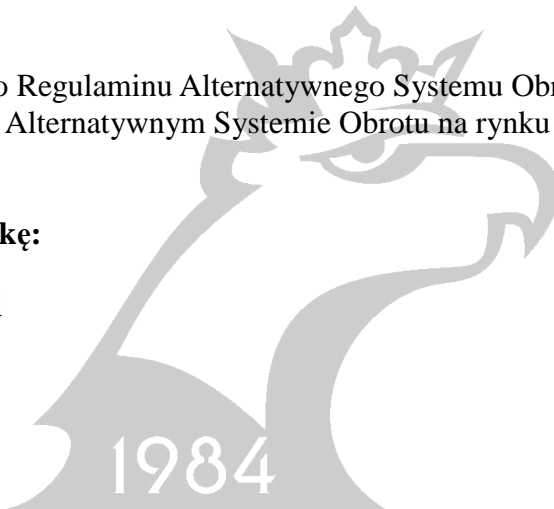 o Regulaminu Alternatywnego Systemu Obr
Alternatywnym Systemie Obrotu na rynku
kę:
1984